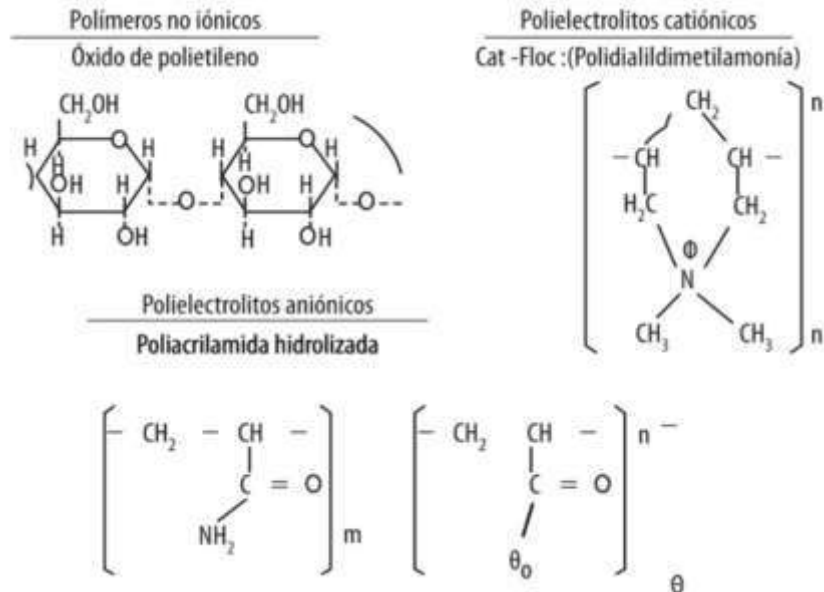 Polímeros no iónicos
Óxido de polietileno
CH₂OH CH₂OH
H O H H O H
H H
OH H OH H
O O
H OH H OH
Polielectrolitos catiónicos
Cat -Floc :(Polidialildimetilamonía)
CH₂ n
– CH CH –
H₂C CH₂
Φ
N
CH₃ CH₃ n
Polielectrolitos aniónicos
Poliacrilamida hidrolizada
– CH₂ – CH –
C = O
NH₂ m
– CH₂ CH – n –
C = O
θ₀
θ